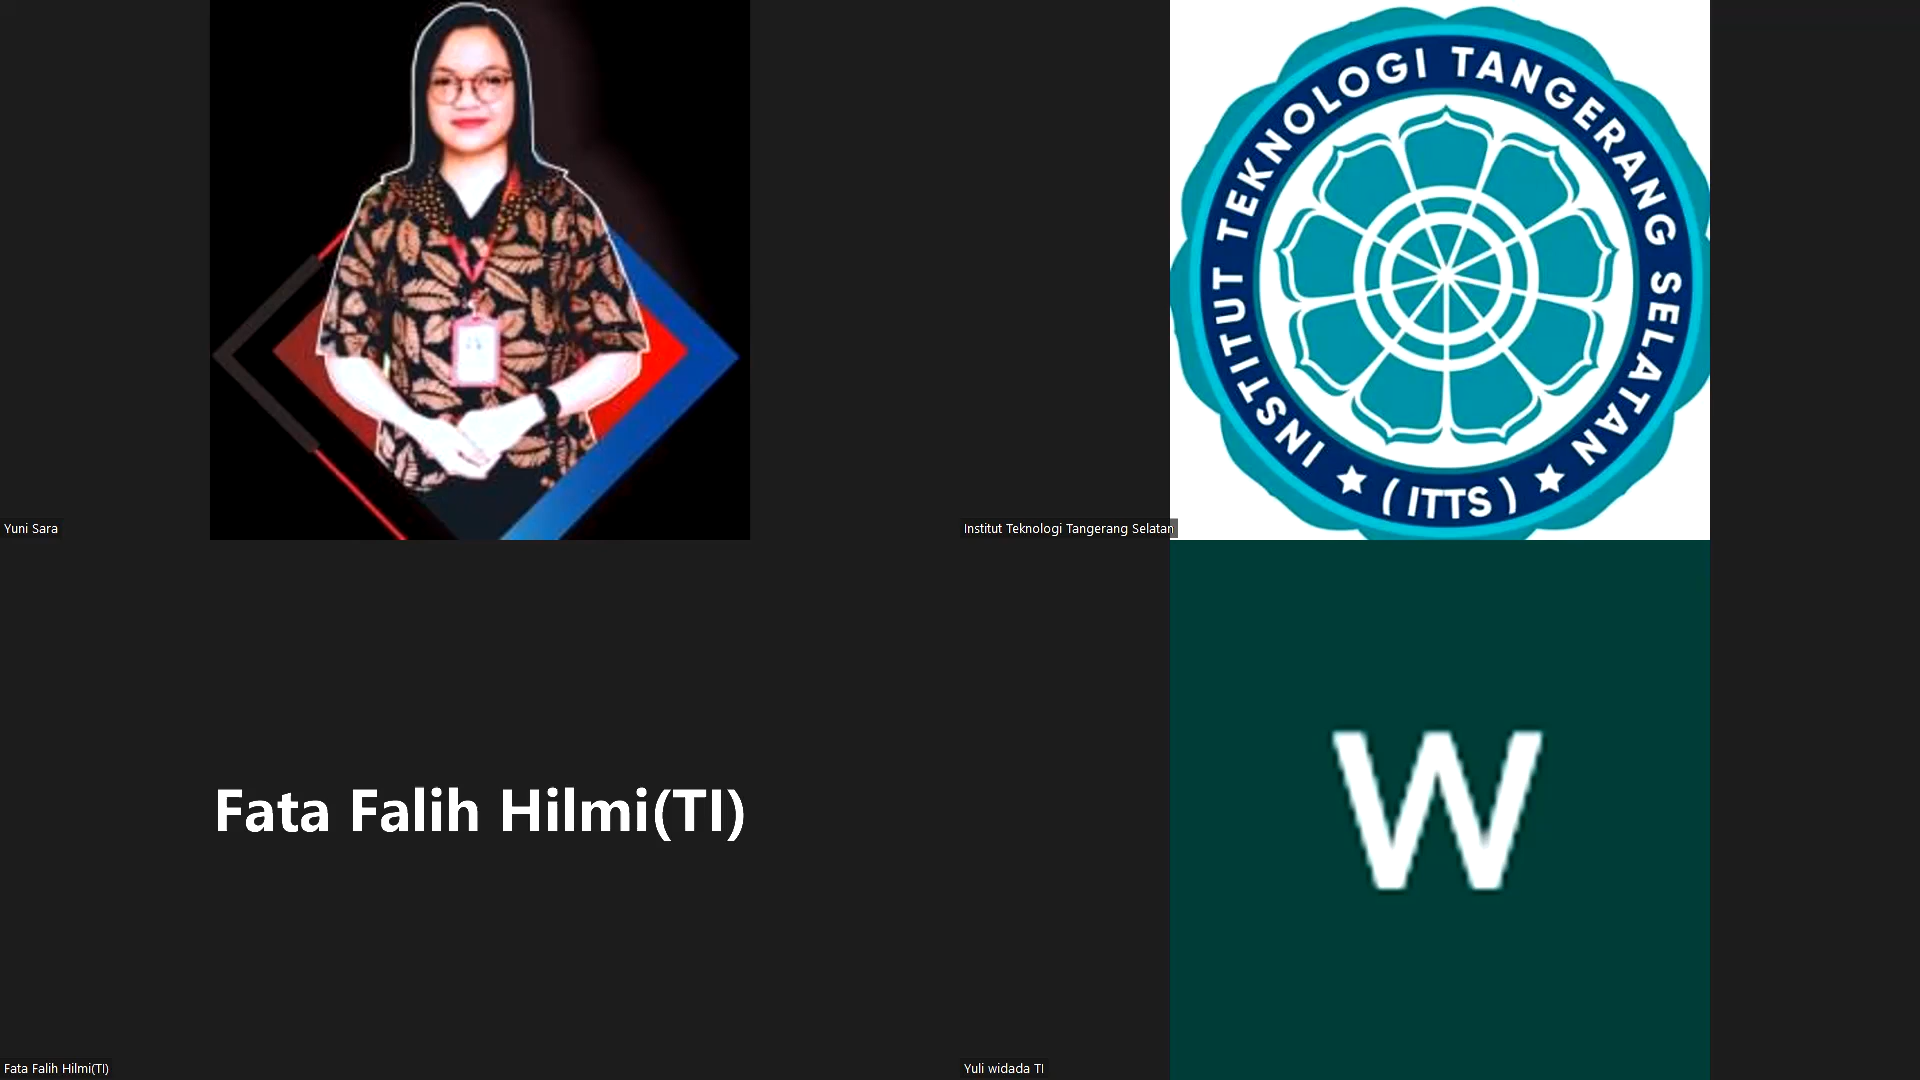 Yuni Sara
INSTITUT TEKNOLOGI TANGERANG SELATAN
( ITTS )
Institut Teknologi Tangerang Selatan
Fata Falih Hilmi(TI)
Fata Falih Hilmi(TI)
W
Yuli widada TI